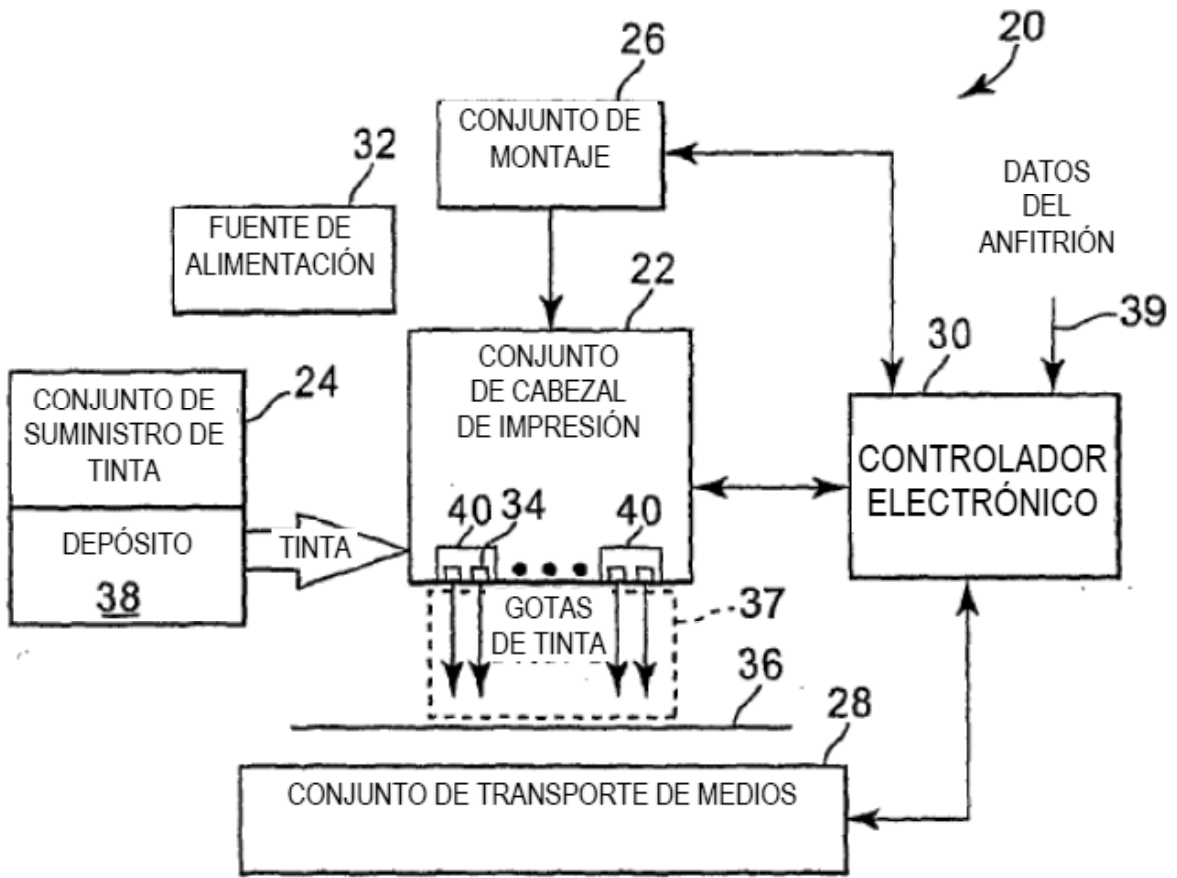 20
26
CONJUNTO DE
MONTAJE
32
FUENTE DE
ALIMENTACIÓN
DATOS
DEL
ANFITRIÓN
39
22
CONJUNTO
DE CABEZAL
DE IMPRESIÓN
30
CONTROLADOR
ELECTRÓNICO
24
CONJUNTO DE
SUMINISTRO DE
TINTA
DEPÓSITO
38
TINTA
40 34 40
GOTAS
DE TINTA
37
36
28
CONJUNTO DE TRANSPORTE DE MEDIOS